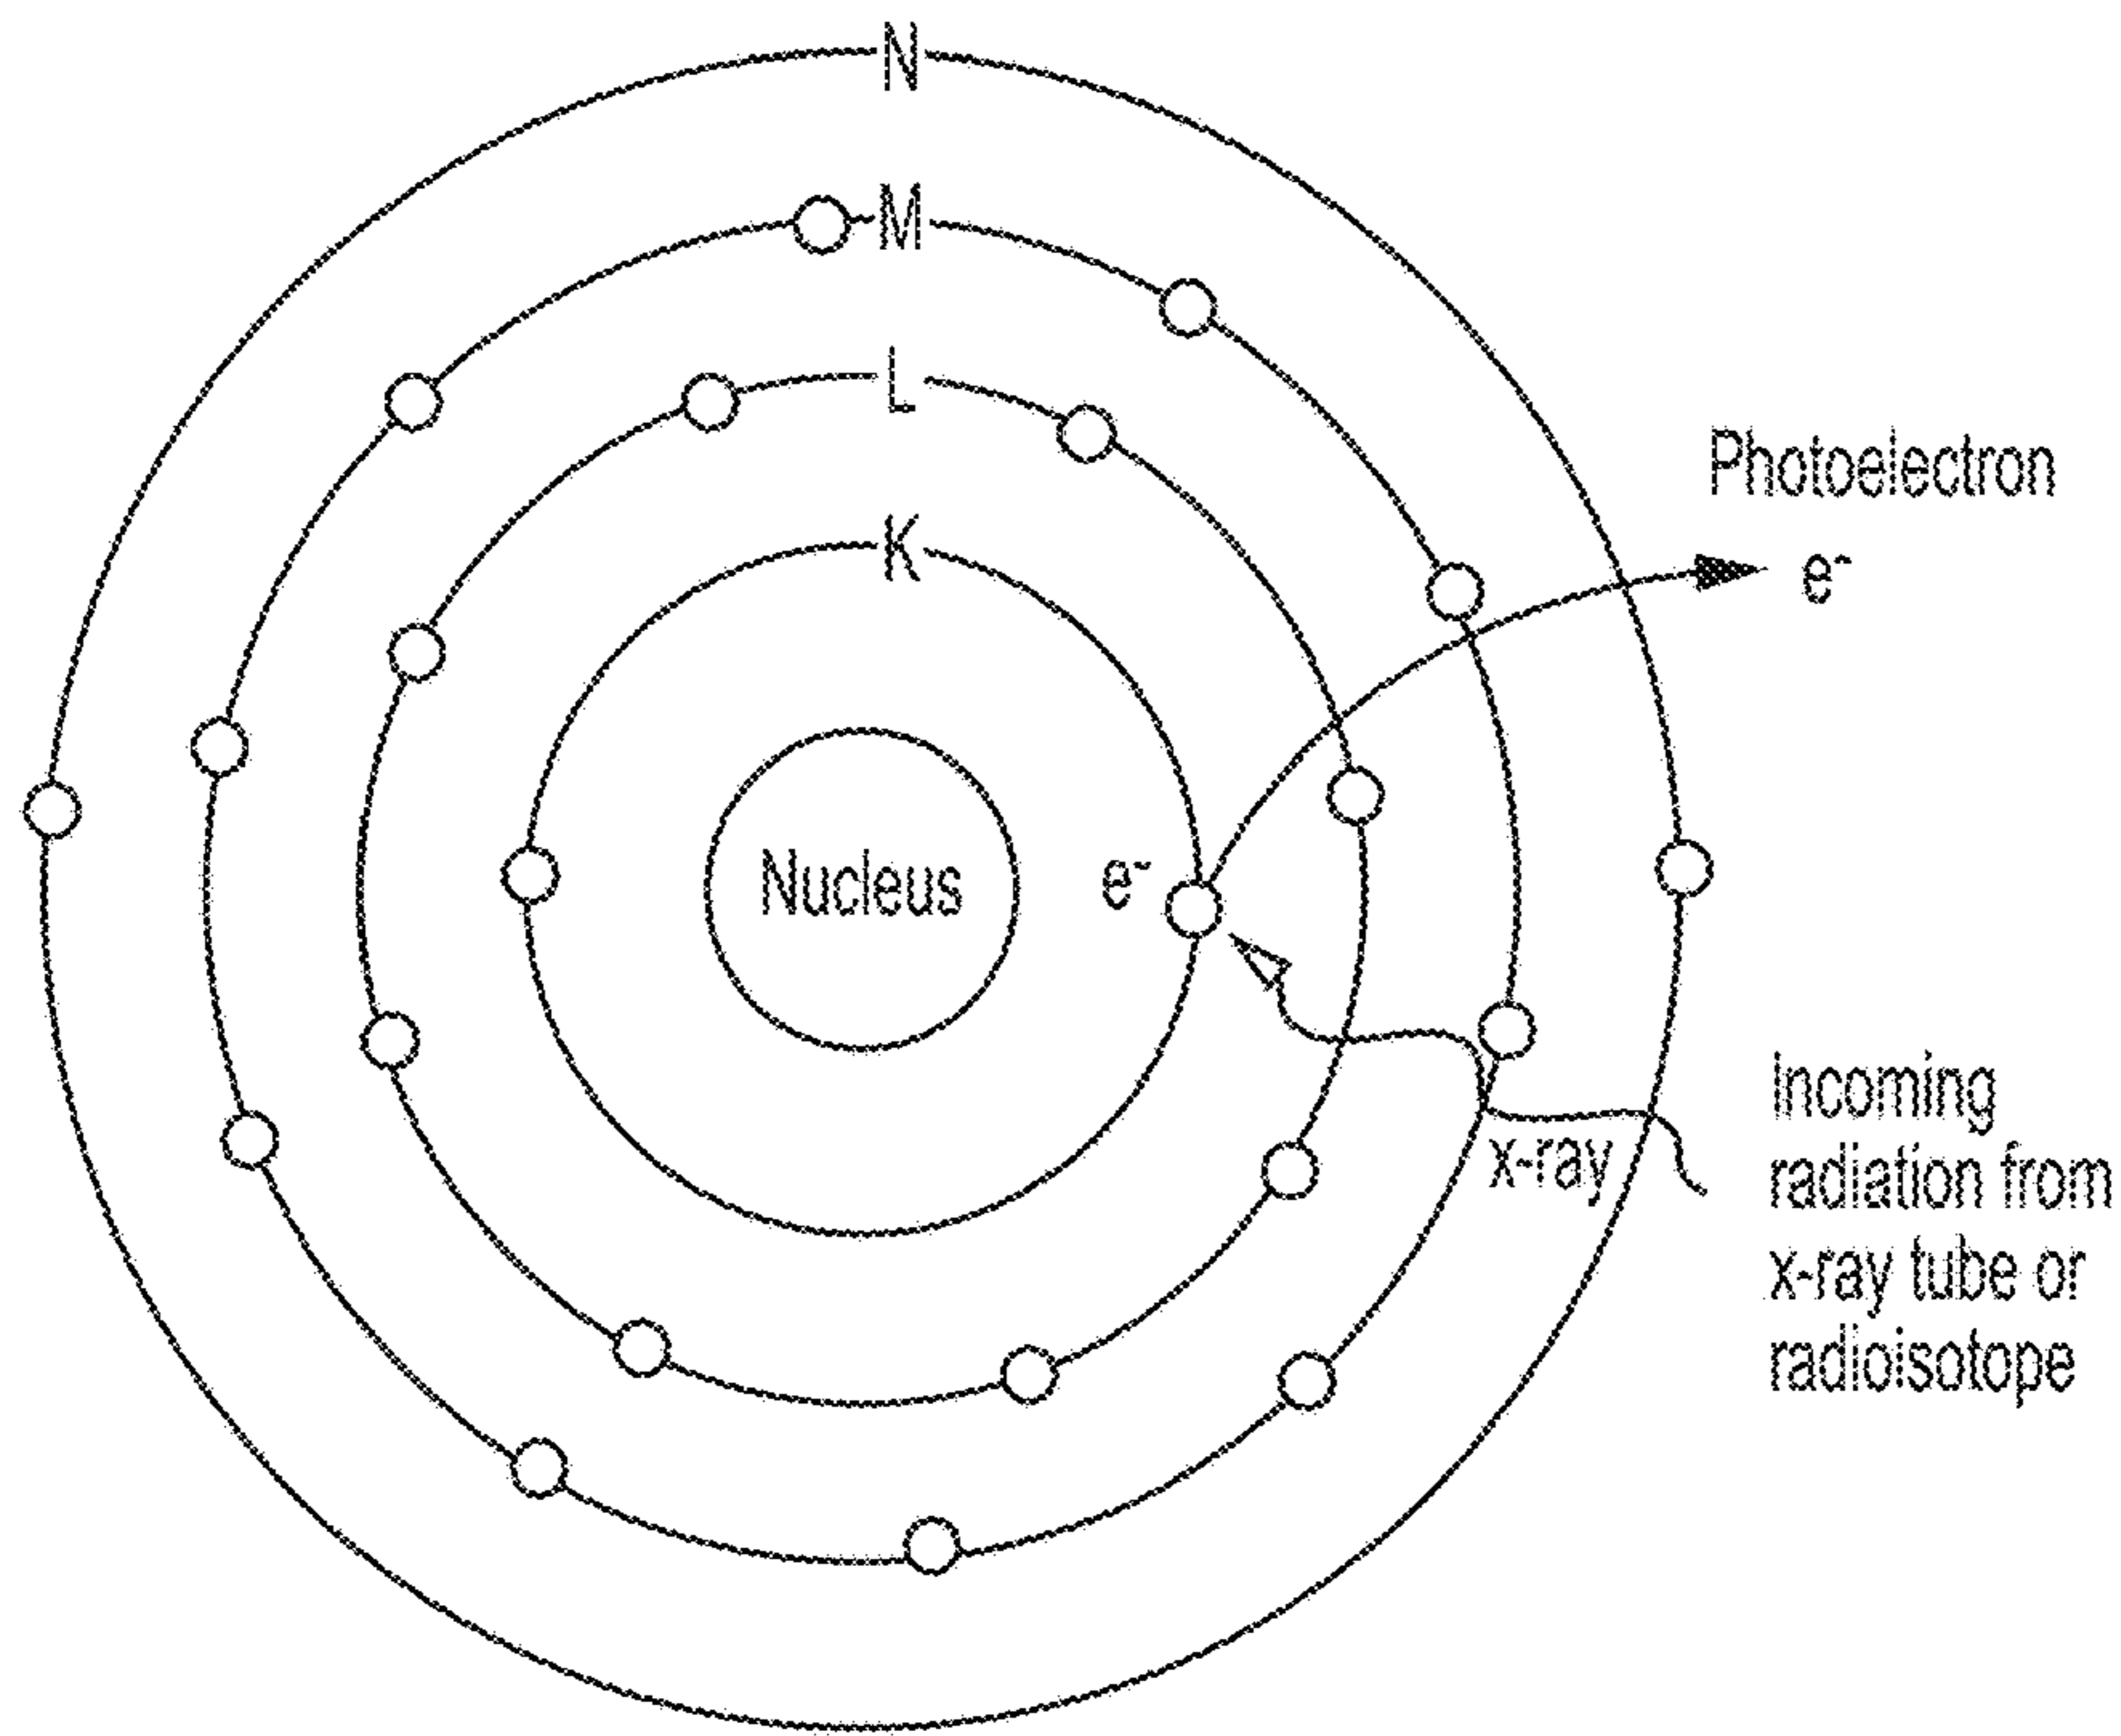 N
M
L
K
Photoelectron
e-
Nucleus
e-
x-ray
Incoming
radiation from
x-ray tube or
radioisotope